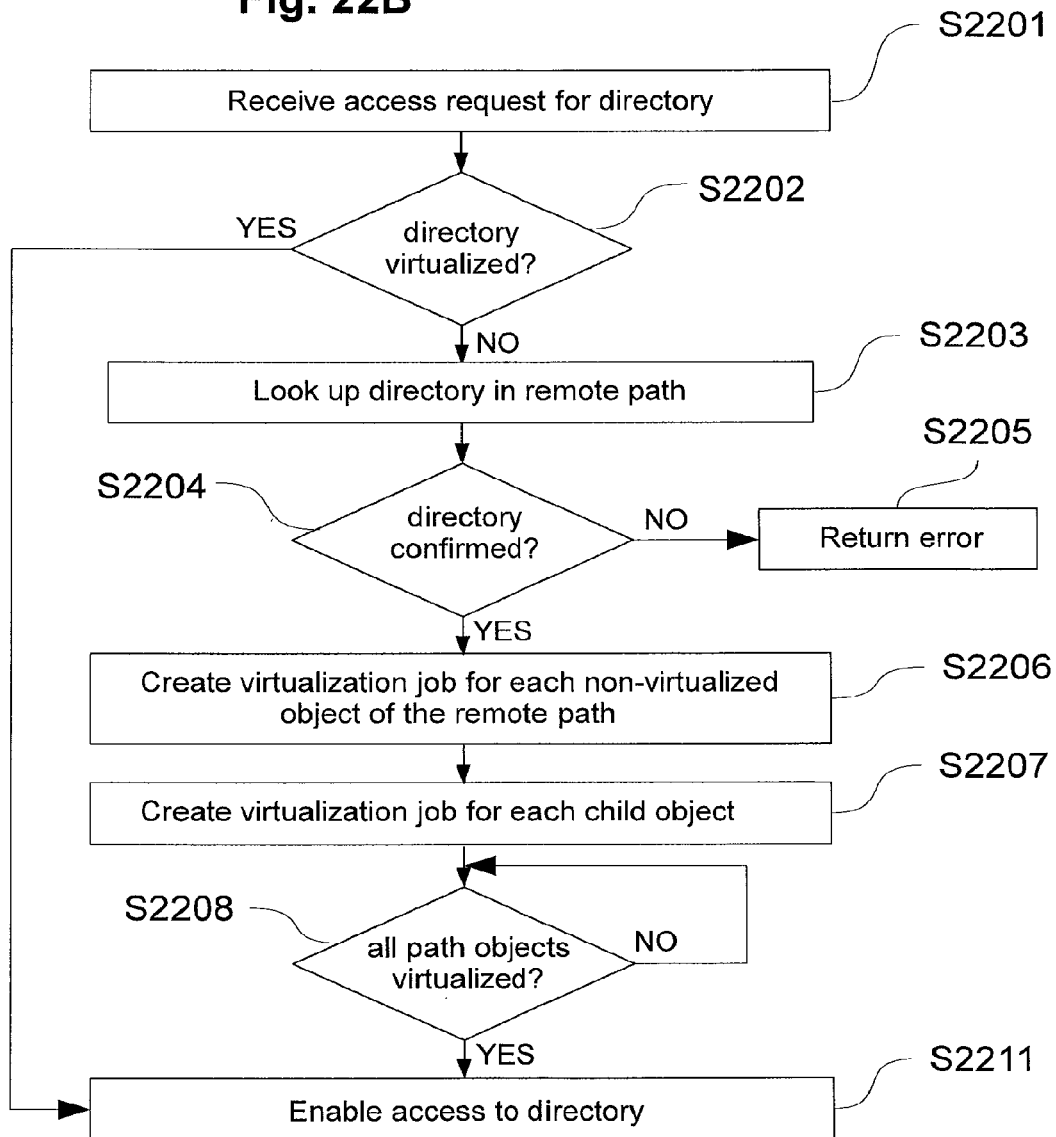 Fig. 22B
S2201
Receive access request for directory
S2202
YES
directory
virtualized?
NO
S2203
Look up directory in remote path
S2205
S2204
directory
confirmed?
NO
Return error
YES
S2206
Create virtualization job for each non-virtualized
object of the remote path
S2207
Create virtualization job for each child object
S2208
all path objects
virtualized?
NO
YES
S2211
Enable access to directory